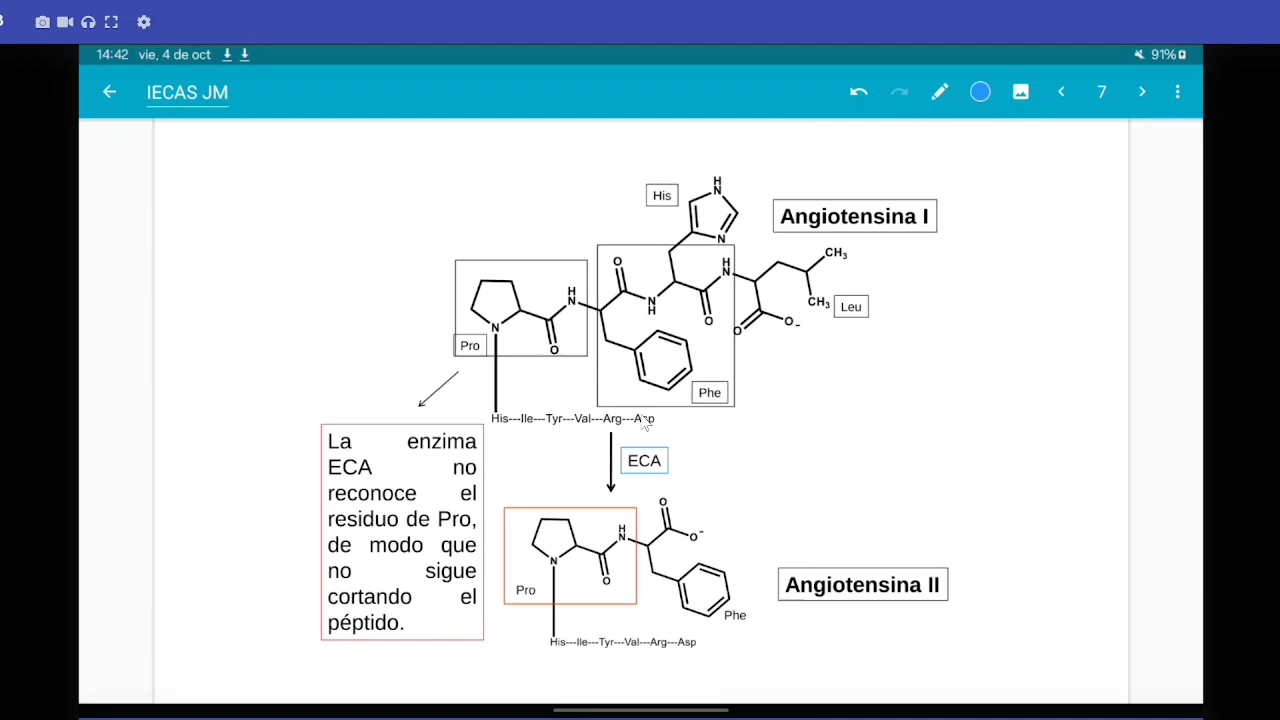 3
14:42 vie, 4 de oct
91%
IECAS JM
7
His
Angiotensina I
H
N
N
CH3
H
N
O
H
N
N
H
O
CH3
Leu
O
O-
N
O
Pro
Phe
His---Ile---Tyr---Val---Arg---Asp
La enzima
ECA no
reconoce el
residuo de Pro,
de modo que
no sigue
cortando el
péptido.
ECA
O
H
N
O-
N
O
Pro
Angiotensina II
Phe
His---Ile---Tyr---Val---Arg---Asp